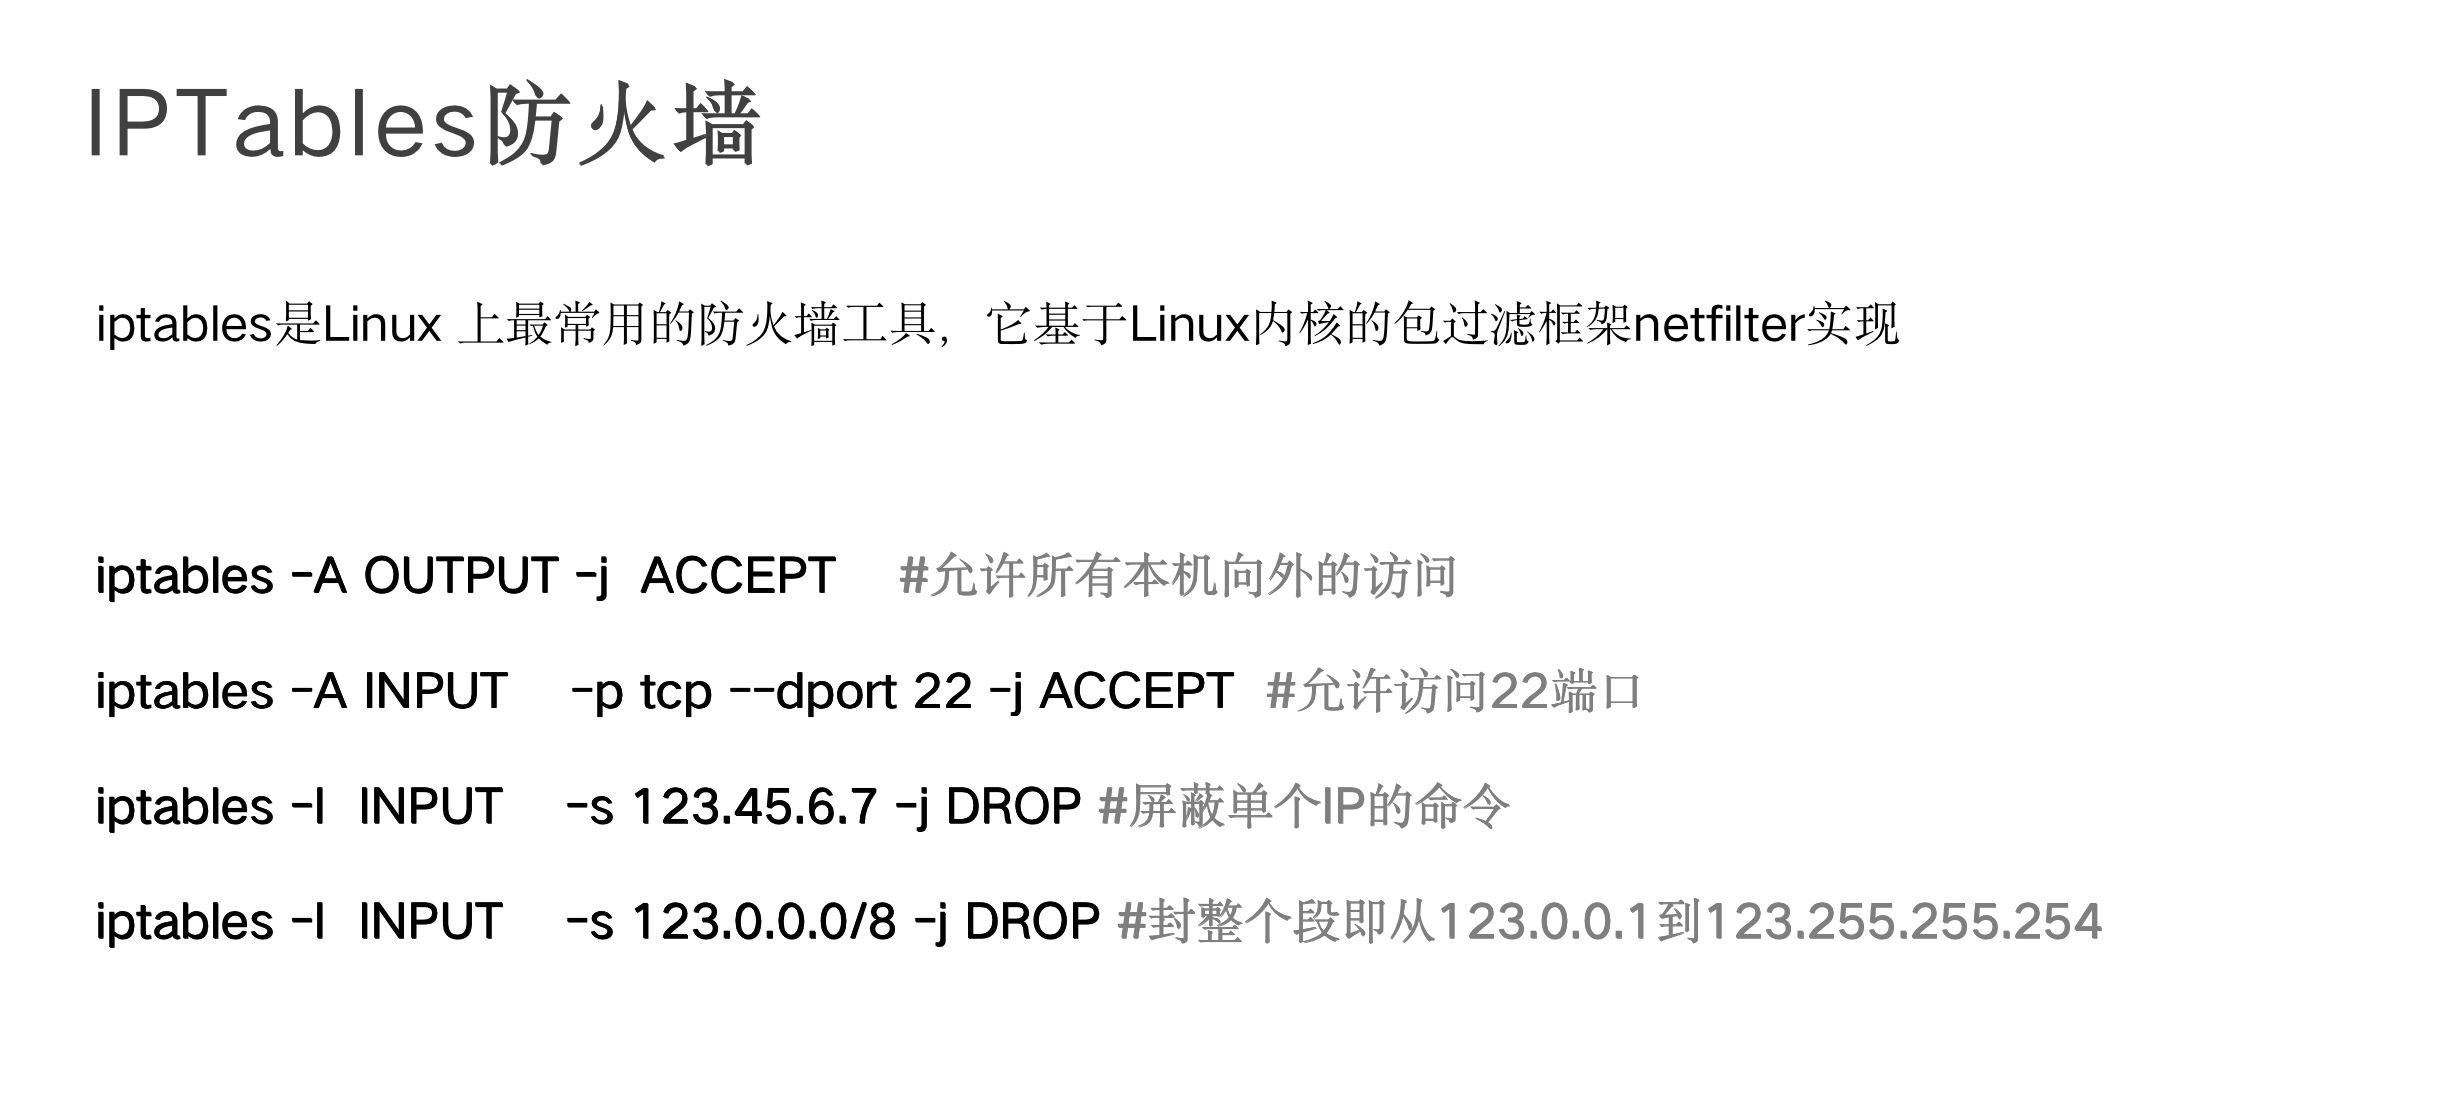 IPTables防火墙
iptables是Linux 上最常用的防火墙工具，它基于Linux内核的包过滤框架netfilter实现
iptables -A OUTPUT -j  ACCEPT    #允许所有本机向外的访问
iptables -A INPUT    -p tcp --dport 22 -j ACCEPT  #允许访问22端口
iptables -I  INPUT    -s 123.45.6.7 -j DROP #屏蔽单个IP的命令
iptables -I  INPUT    -s 123.0.0.0/8 -j DROP #封整个段即从123.0.0.1到123.255.255.254